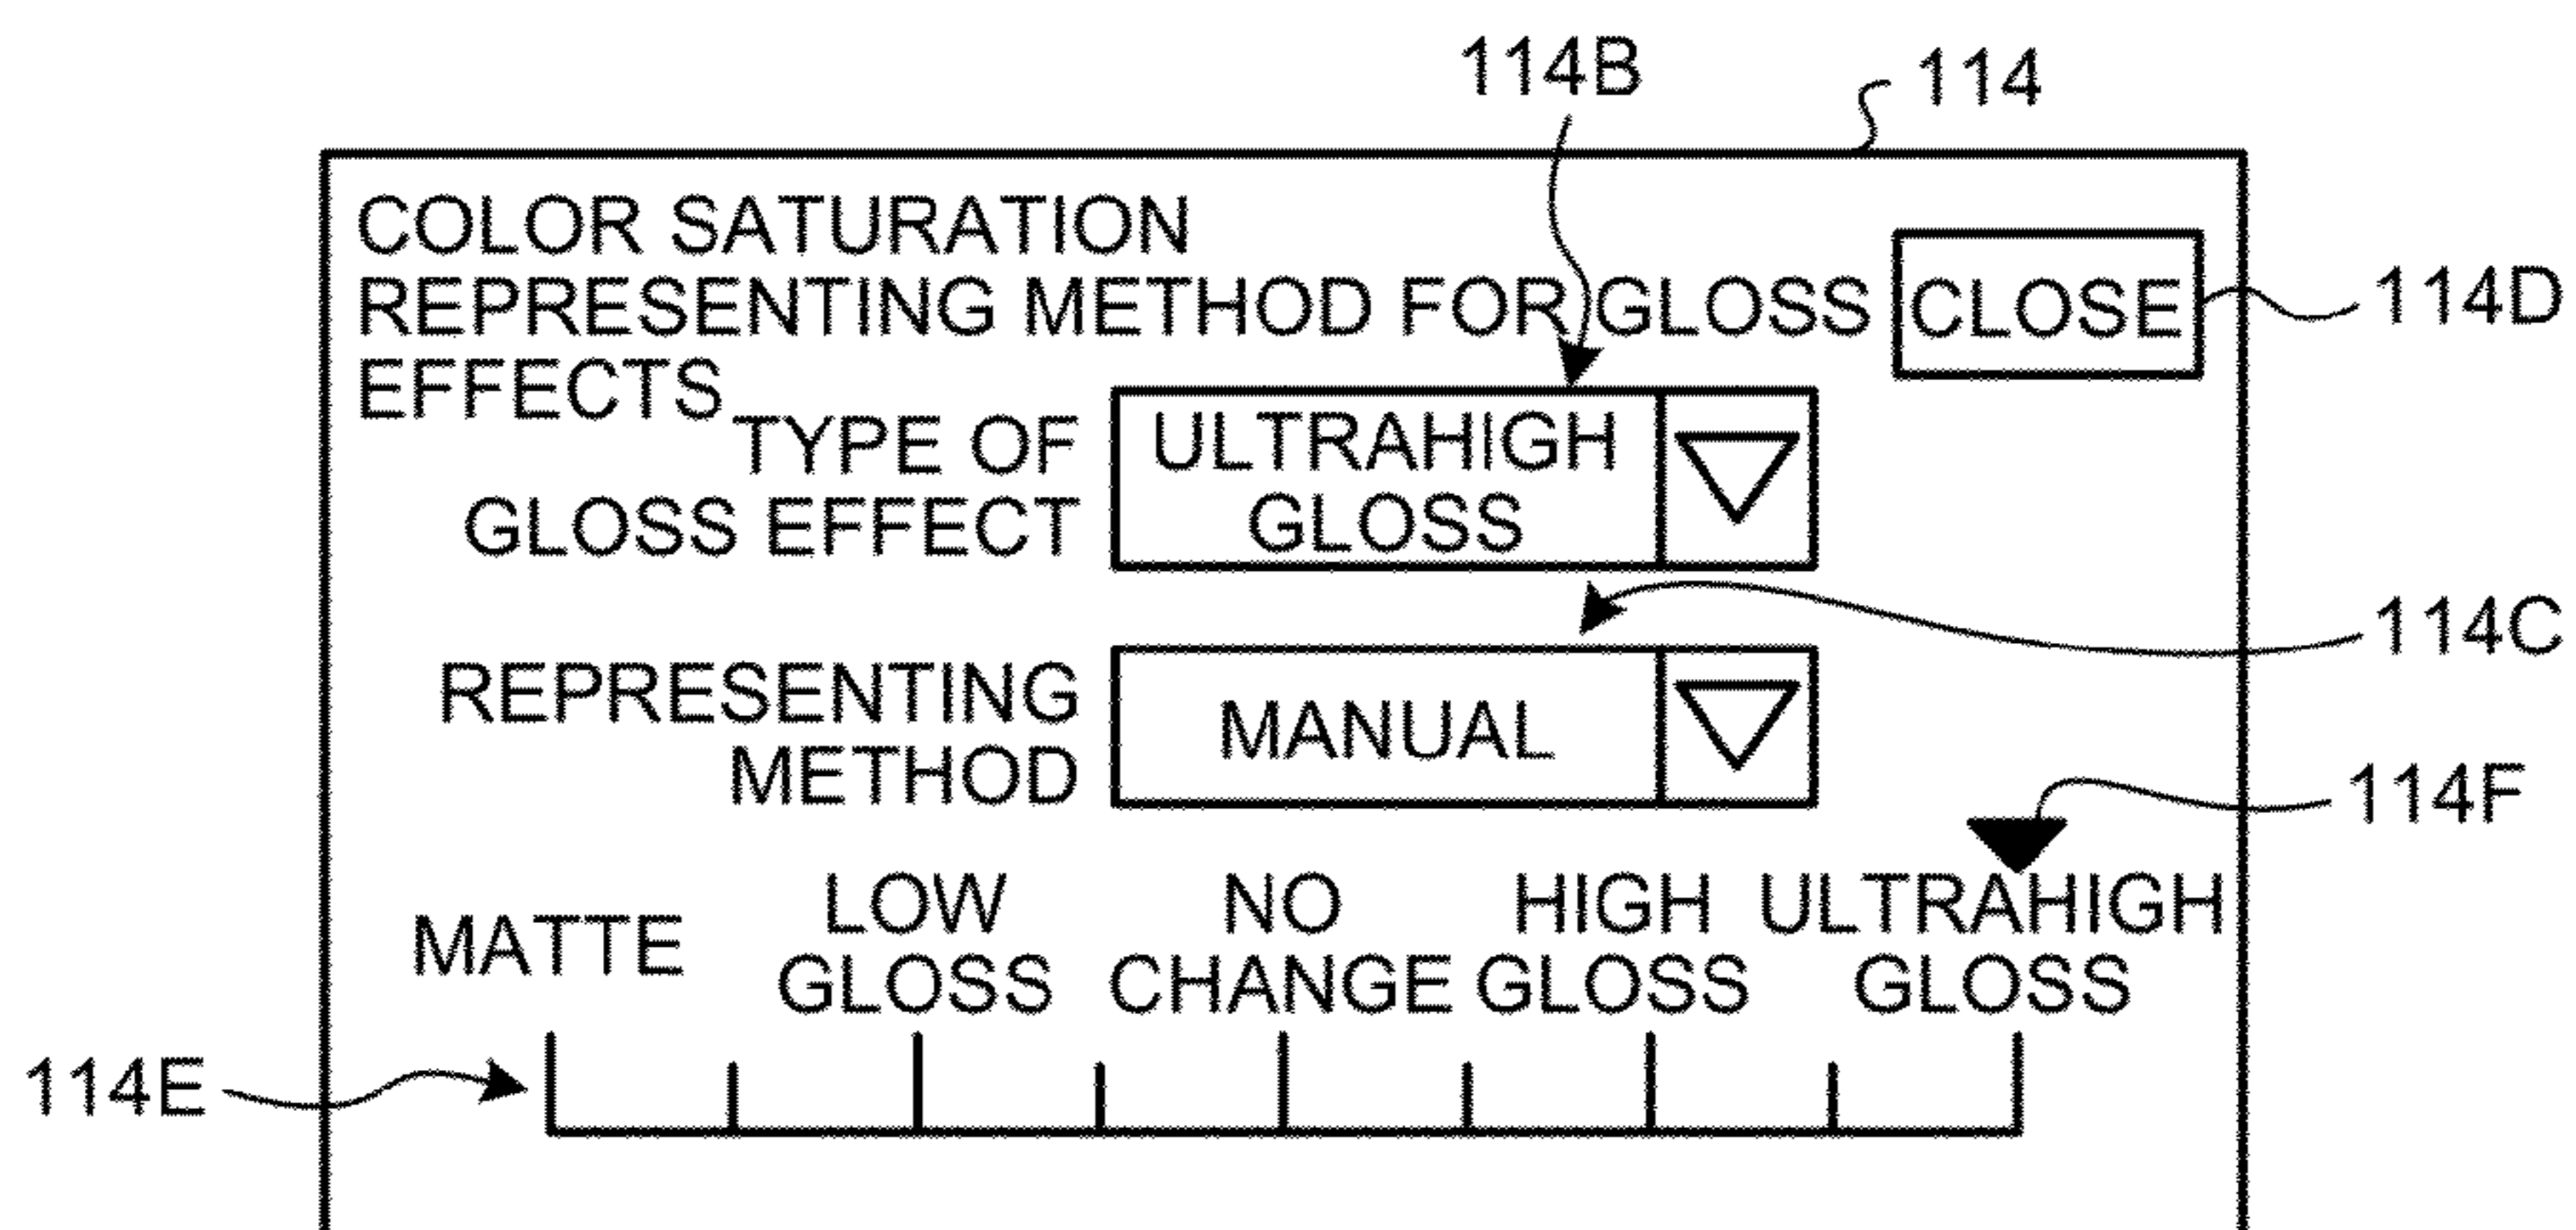 114B
114
COLOR SATURATION
REPRESENTING METHOD FOR GLOSS
EFFECTS
CLOSE
114D
TYPE OF
GLOSS EFFECT
ULTRAHIGH
GLOSS
114C
REPRESENTING
METHOD
MANUAL
114F
MATTE
LOW
GLOSS
NO
CHANGE
HIGH
GLOSS
ULTRAHIGH
GLOSS
114E